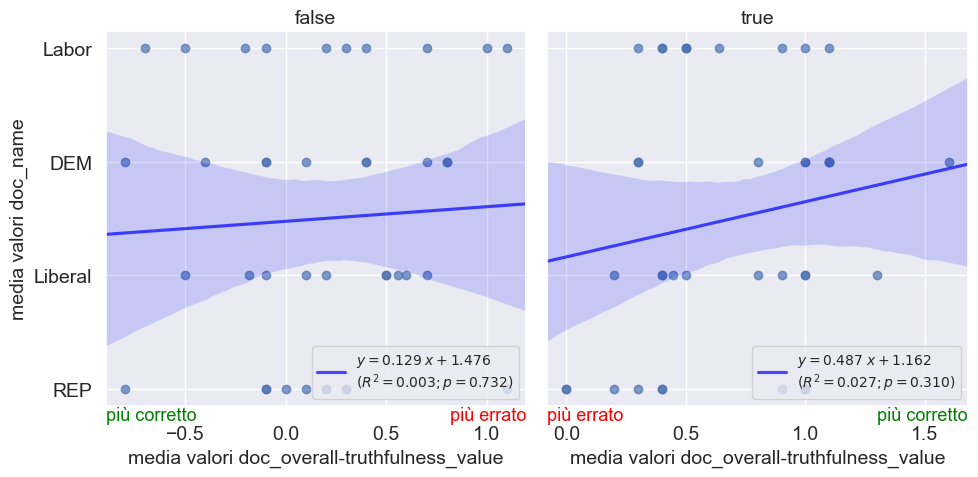 false
true
media valori doc_name
Labor
DEM
Liberal
REP
y = 0.129 x + 1.476
(R² = 0.003; p = 0.732)
y = 0.487 x + 1.162
(R² = 0.027; p = 0.310)
più corretto
più errato
più errato
più corretto
−0.5
0.0
0.5
1.0
0.0
0.5
1.0
1.5
media valori doc_overall-truthfulness_value
media valori doc_overall-truthfulness_value